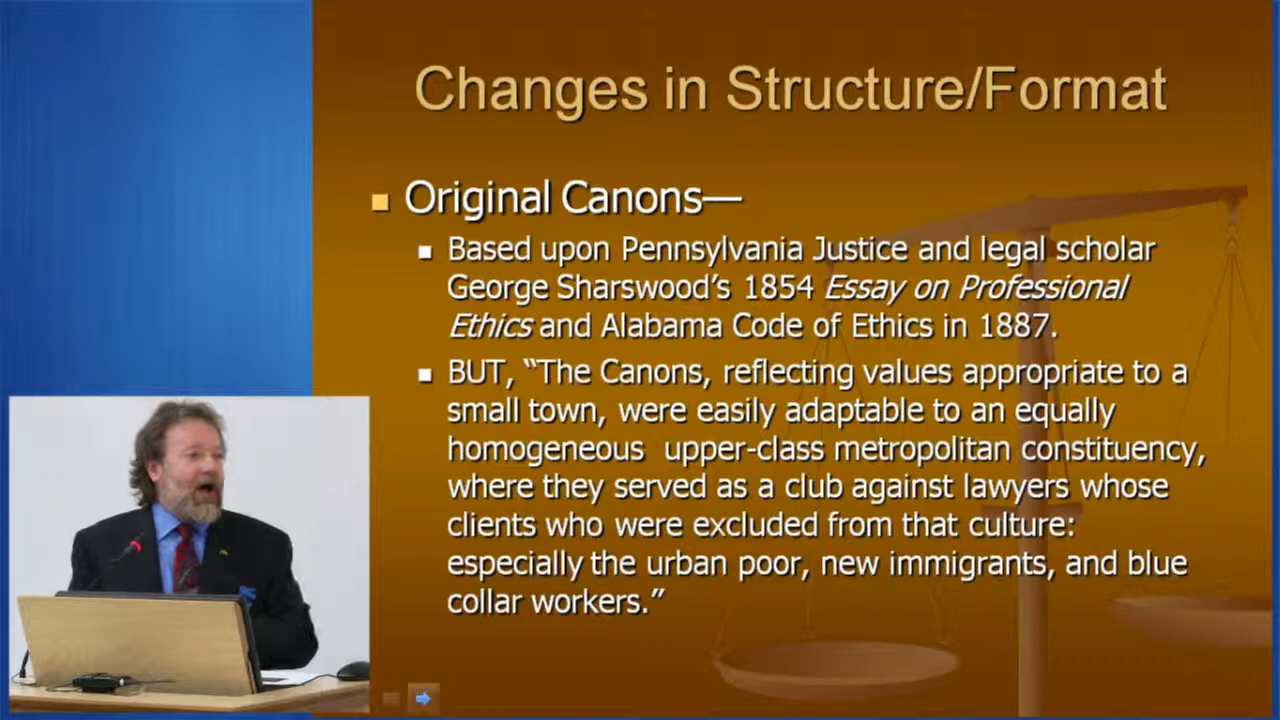 Changes in Structure/Format
Original Canons—
Based upon Pennsylvania Justice and legal scholar
George Sharswood's 1854 Essay on Professional
Ethics and Alabama Code of Ethics in 1887.
BUT, “The Canons, reflecting values appropriate to a
small town, were easily adaptable to an equally
homogeneous upper-class metropolitan constituency,
where they served as a club against lawyers whose
clients who were excluded from that culture:
especially the urban poor, new immigrants, and blue
collar workers.”